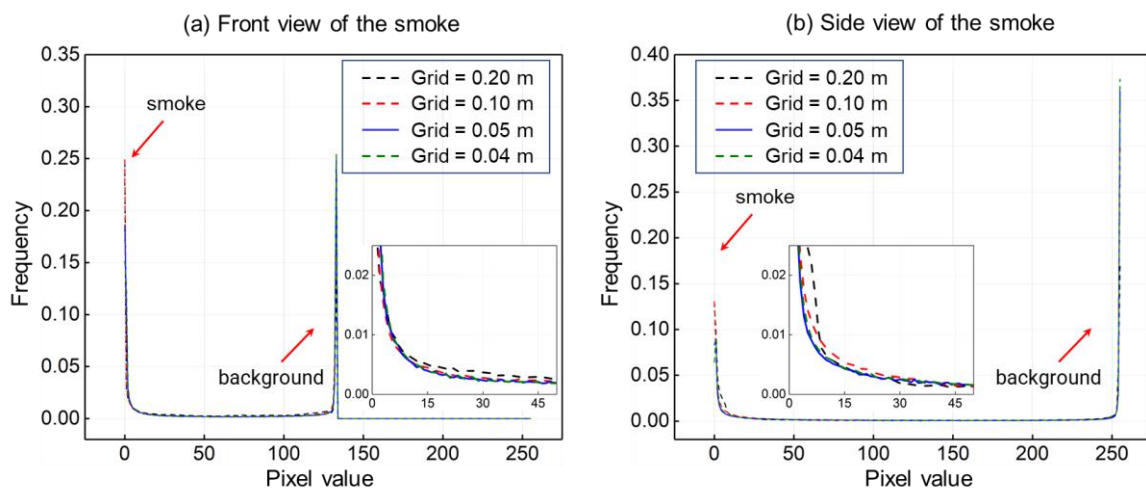 (a) Front view of the smoke
0.35
0.30
0.25
0.20
0.15
0.10
0.05
0.00
Frequency
smoke
background
Grid = 0.20 m
Grid = 0.10 m
Grid = 0.05 m
Grid = 0.04 m
0.02
0.01
0.00
0 15 30 45
0 50 100 150 200 250
Pixel value
(b) Side view of the smoke
0.40
0.35
0.30
0.25
0.20
0.15
0.10
0.05
0.00
Frequency
Grid = 0.20 m
Grid = 0.10 m
Grid = 0.05 m
Grid = 0.04 m
smoke
background
0.02
0.01
0.00
0 15 30 45
0 50 100 150 200 250
Pixel value